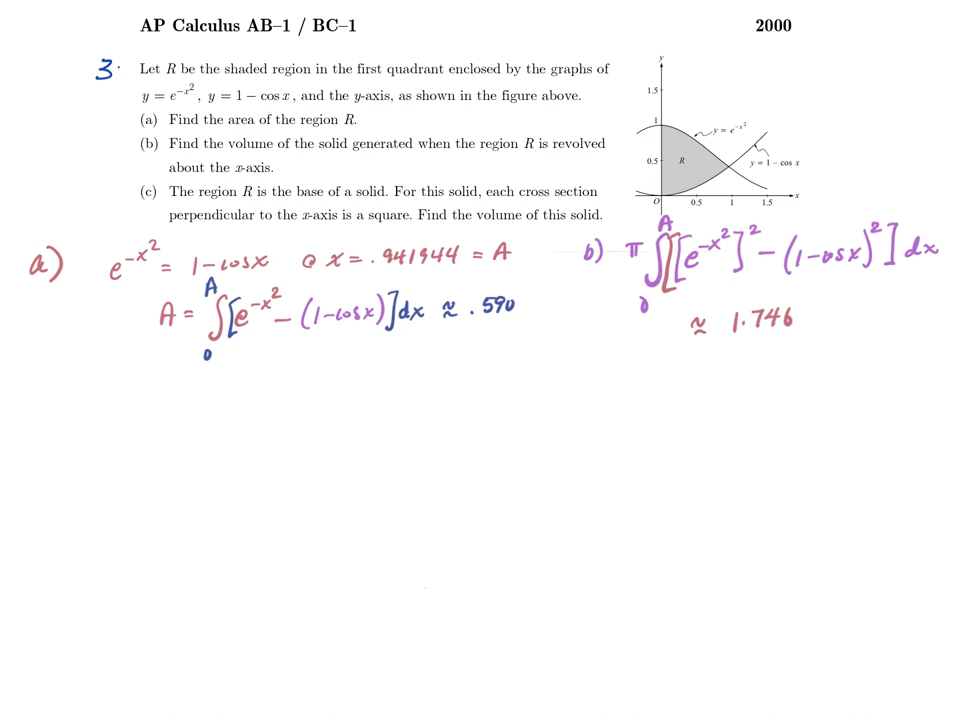 AP Calculus AB–1 / BC–1 2000
3. Let R be the shaded region in the first quadrant enclosed by the graphs of
y = e^{-x^2}, y = 1 − cos x, and the y-axis, as shown in the figure above.
(a) Find the area of the region R.
(b) Find the volume of the solid generated when the region R is revolved
about the x-axis.
(c) The region R is the base of a solid. For this solid, each cross section
perpendicular to the x-axis is a square. Find the volume of this solid.
y
1.5
1
0.5
O 0.5 1 1.5 x
R
y = e^{-x^2}
y = 1 − cos x
a) e^{-x^2} = 1-cosx @ x = .941944 = A
A = ∫_0^A [e^{-x^2} - (1-cosx)]dx ≈ .590
b) π ∫_0^A [[e^{-x^2}]^2 - (1-cosx)^2] dx
≈ 1.746